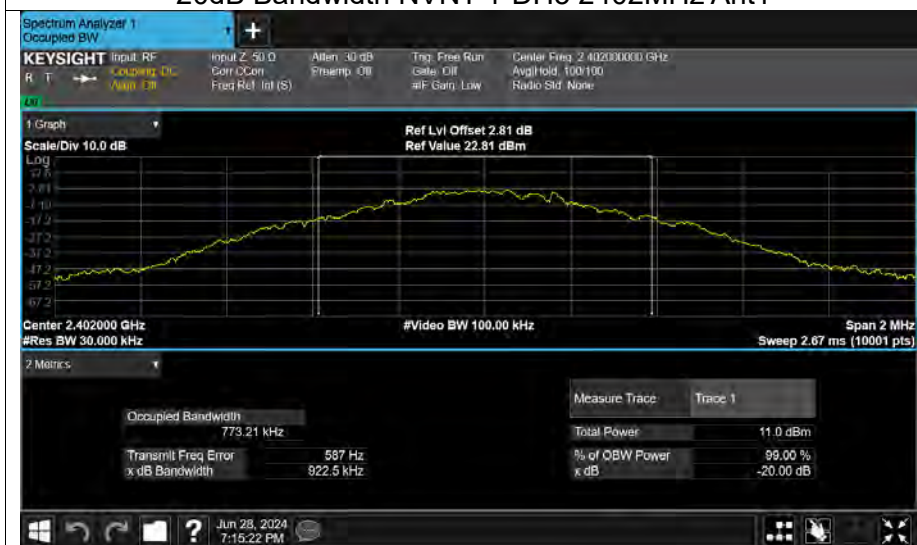 20dB Bandwidth NVNT 1-DH5 2402MHz Ant1
Spectrum Analyzer 1
Occupied BW
+
KEYSIGHT Input: RF Input Z: 50 Ω Atten: 30 dB Trig: Free Run Center Freq: 2.402000000 GHz
R T Coupling: DC Corr CCorr Preamp: Off Gate: Off Avg|Hold: 100/100
Align: Off Freq Ref: Int (S) #IF Gain: Low Radio Std: None
1 Graph
Ref Lvl Offset 2.81 dB
Scale/Div 10.0 dB Ref Value 22.81 dBm
Log
2.81
-17.2
-27.2
-37.2
-47.2
-57.2
-67.2
Center 2.402000 GHz #Video BW 100.00 kHz Span 2 MHz
#Res BW 30.000 kHz Sweep 2.67 ms (10001 pts)
2 Metrics
Measure Trace Trace 1
Occupied Bandwidth
773.21 kHz Total Power 11.0 dBm
Transmit Freq Error 587 Hz % of OBW Power 99.00 %
x dB Bandwidth 922.5 kHz x dB -20.00 dB
? Jun 28, 2024
7:15:22 PM